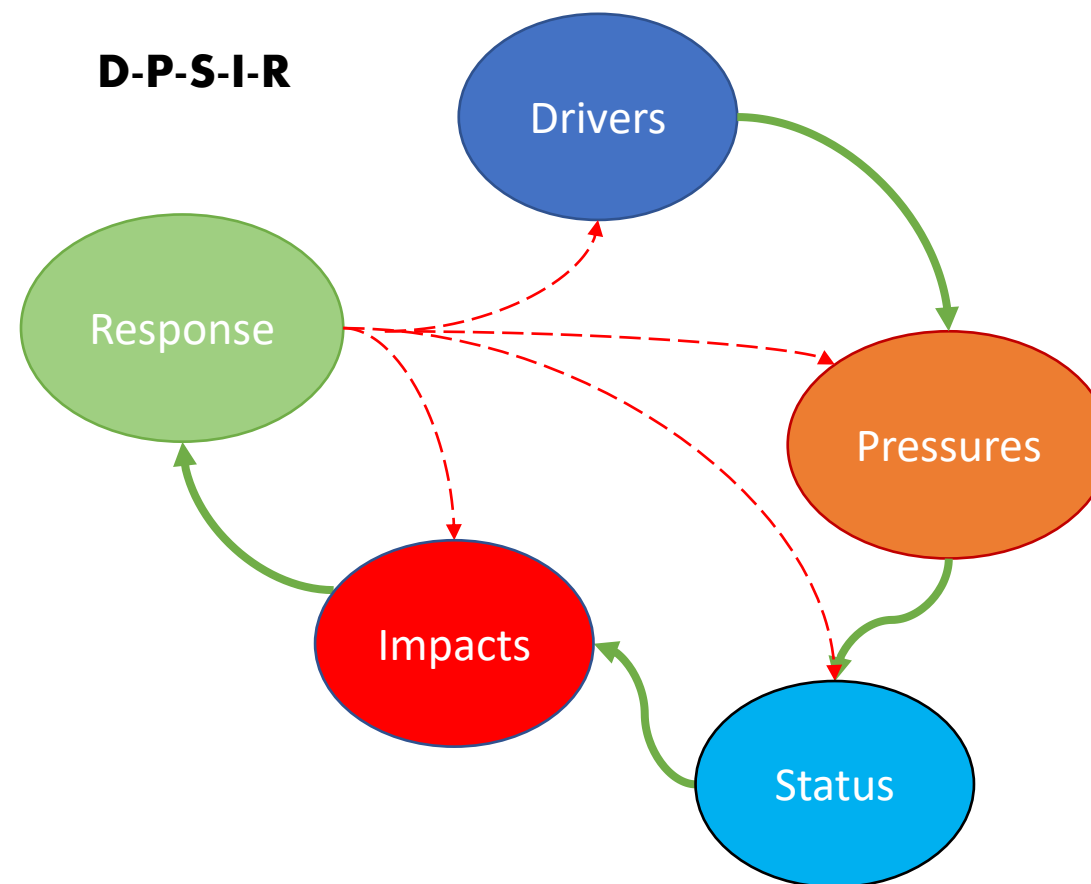 D-P-S-I-R
Drivers
Response
Pressures
Impacts
Status